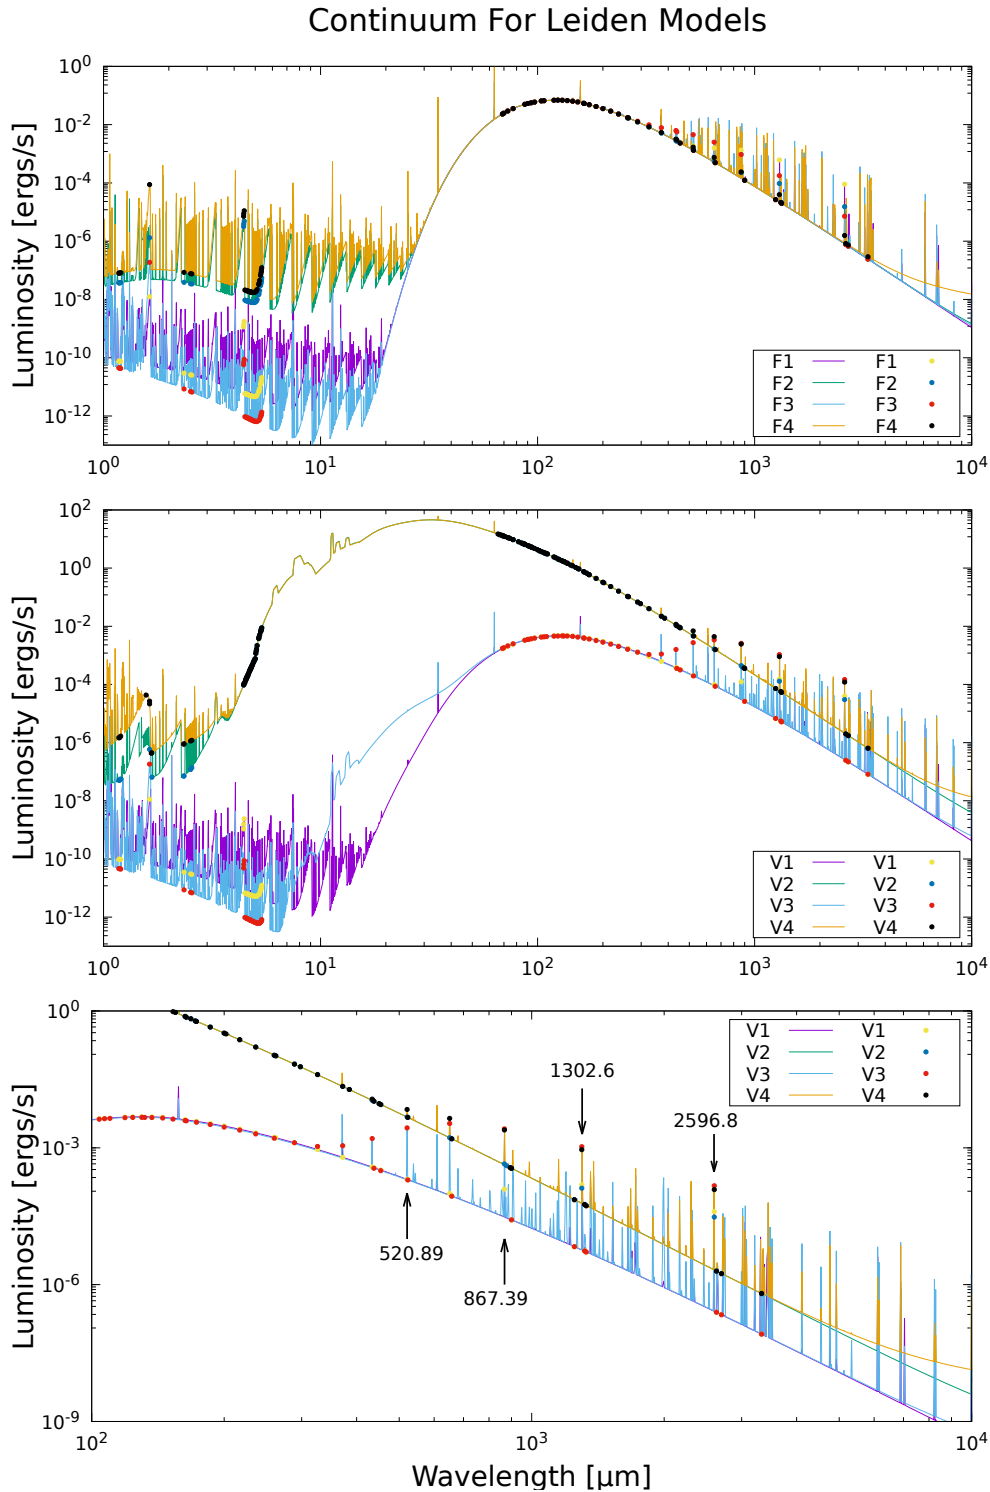 Continuum For Leiden Models
Luminosity [ergs/s]
10^0
10^-2
10^-4
10^-6
10^-8
10^-10
10^-12
F1 F1
F2 F2
F3 F3
F4 F4
10^0 10^1 10^2 10^3 10^4
Luminosity [ergs/s]
10^2
10^0
10^-2
10^-4
10^-6
10^-8
10^-10
10^-12
V1 V1
V2 V2
V3 V3
V4 V4
10^0 10^1 10^2 10^3 10^4
Luminosity [ergs/s]
10^0
10^-3
10^-6
10^-9
V1 V1
V2 V2
V3 V3
V4 V4
1302.6
2596.8
520.89
867.39
10^2 10^3 10^4
Wavelength [µm]